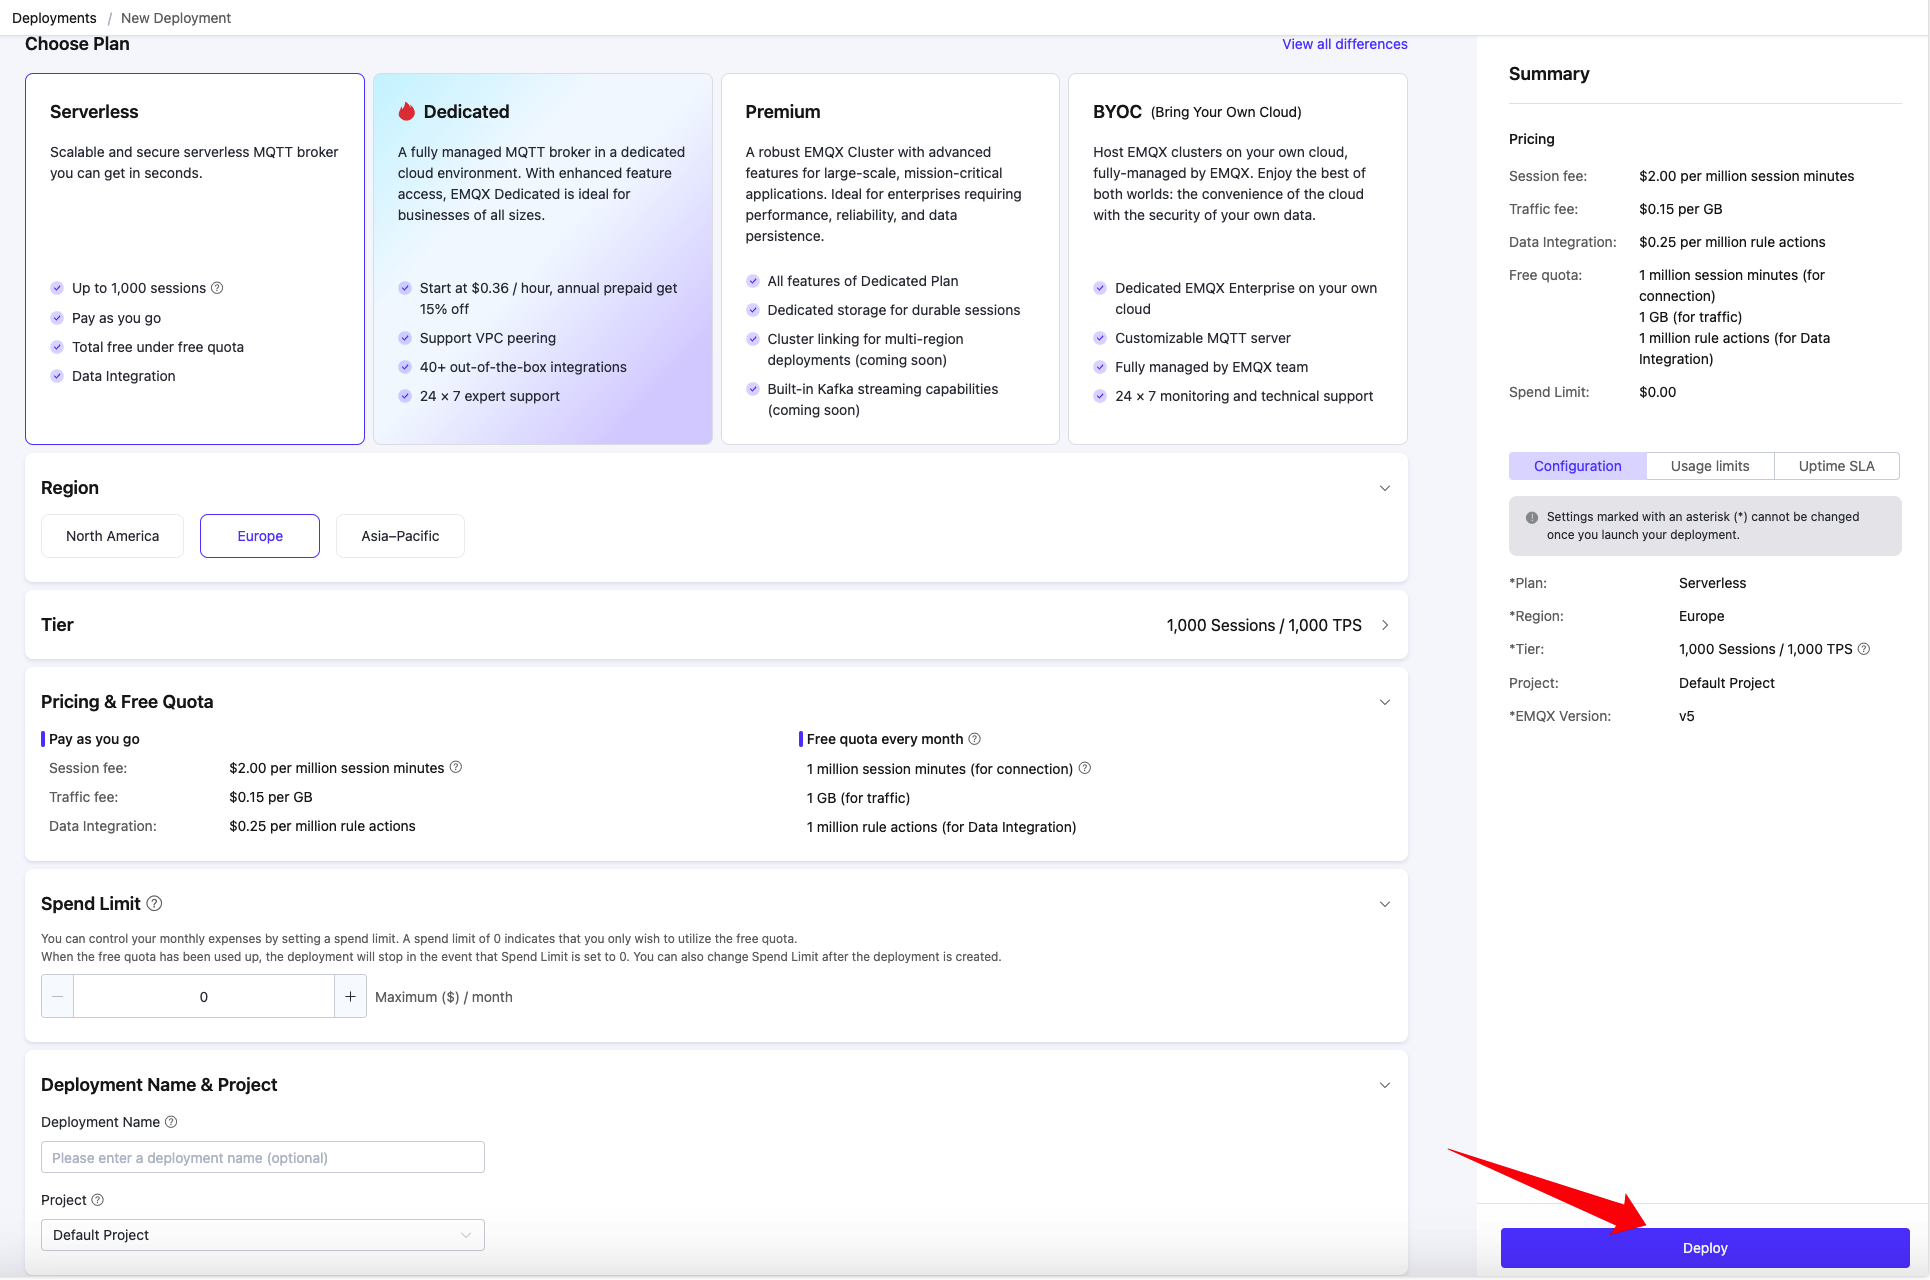 Deployments / New Deployment
Choose Plan
View all differences
Serverless
Scalable and secure serverless MQTT broker
you can get in seconds.
Up to 1,000 sessions
Pay as you go
Total free under free quota
Data Integration
Dedicated
A fully managed MQTT broker in a dedicated
cloud environment. With enhanced feature
access, EMQX Dedicated is ideal for
businesses of all sizes.
Start at $0.36 / hour, annual prepaid get
15% off
Support VPC peering
40+ out-of-the-box integrations
24 × 7 expert support
Premium
A robust EMQX Cluster with advanced
features for large-scale, mission-critical
applications. Ideal for enterprises requiring
performance, reliability, and data
persistence.
All features of Dedicated Plan
Dedicated storage for durable sessions
Cluster linking for multi-region
deployments (coming soon)
Built-in Kafka streaming capabilities
(coming soon)
BYOC (Bring Your Own Cloud)
Host EMQX clusters on your own cloud,
fully-managed by EMQX. Enjoy the best of
both worlds: the convenience of the cloud
with the security of your own data.
Dedicated EMQX Enterprise on your own
cloud
Customizable MQTT server
Fully managed by EMQX team
24 × 7 monitoring and technical support
Region
North America
Europe
Asia–Pacific
Tier
1,000 Sessions / 1,000 TPS
Pricing & Free Quota
Pay as you go
Session fee: $2.00 per million session minutes
Traffic fee: $0.15 per GB
Data Integration: $0.25 per million rule actions
Free quota every month
1 million session minutes (for connection)
1 GB (for traffic)
1 million rule actions (for Data Integration)
Spend Limit
You can control your monthly expenses by setting a spend limit. A spend limit of 0 indicates that you only wish to utilize the free quota.
When the free quota has been used up, the deployment will stop in the event that Spend Limit is set to 0. You can also change Spend Limit after the deployment is created.
0
Maximum ($) / month
Deployment Name & Project
Deployment Name
Please enter a deployment name (optional)
Project
Default Project
Summary
Pricing
Session fee: $2.00 per million session minutes
Traffic fee: $0.15 per GB
Data Integration: $0.25 per million rule actions
Free quota: 1 million session minutes (for
connection)
1 GB (for traffic)
1 million rule actions (for Data
Integration)
Spend Limit: $0.00
Configuration
Usage limits
Uptime SLA
Settings marked with an asterisk (*) cannot be changed
once you launch your deployment.
*Plan: Serverless
*Region: Europe
*Tier: 1,000 Sessions / 1,000 TPS
Project: Default Project
*EMQX Version: v5
Deploy